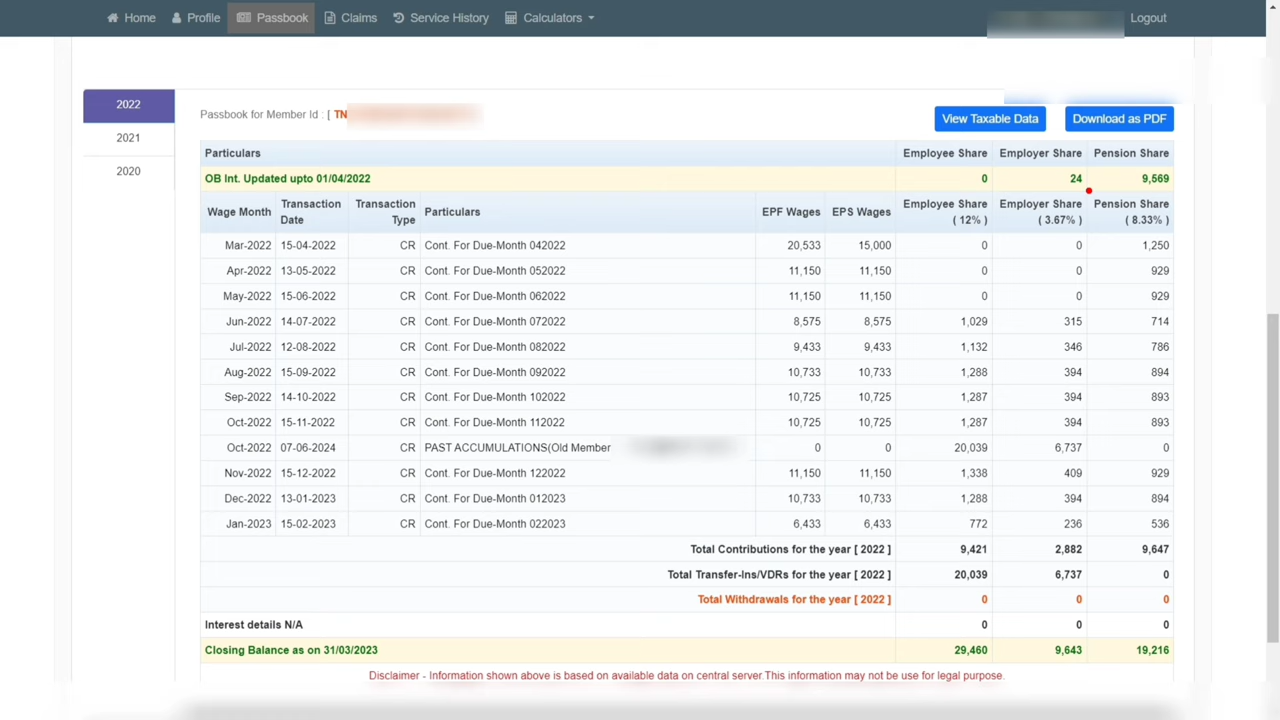 Home Profile Passbook Claims Service History Calculators Logout
2022
2021
2020
Passbook for Member Id : [ TN
View Taxable Data Download as PDF
Particulars Employee Share Employer Share Pension Share
OB Int. Updated upto 01/04/2022 0 24 9,569
Wage Month Transaction Date Transaction Type Particulars EPF Wages EPS Wages Employee Share ( 12% ) Employer Share ( 3.67% ) Pension Share ( 8.33% )
Mar-2022 15-04-2022 CR Cont. For Due-Month 042022 20,533 15,000 0 0 1,250
Apr-2022 13-05-2022 CR Cont. For Due-Month 052022 11,150 11,150 0 0 929
May-2022 15-06-2022 CR Cont. For Due-Month 062022 11,150 11,150 0 0 929
Jun-2022 14-07-2022 CR Cont. For Due-Month 072022 8,575 8,575 1,029 315 714
Jul-2022 12-08-2022 CR Cont. For Due-Month 082022 9,433 9,433 1,132 346 786
Aug-2022 15-09-2022 CR Cont. For Due-Month 092022 10,733 10,733 1,288 394 894
Sep-2022 14-10-2022 CR Cont. For Due-Month 102022 10,725 10,725 1,287 394 893
Oct-2022 15-11-2022 CR Cont. For Due-Month 112022 10,725 10,725 1,287 394 893
Oct-2022 07-06-2024 CR PAST ACCUMULATIONS(Old Member 0 0 20,039 6,737 0
Nov-2022 15-12-2022 CR Cont. For Due-Month 122022 11,150 11,150 1,338 409 929
Dec-2022 13-01-2023 CR Cont. For Due-Month 012023 10,733 10,733 1,288 394 894
Jan-2023 15-02-2023 CR Cont. For Due-Month 022023 6,433 6,433 772 236 536
Total Contributions for the year [ 2022 ] 9,421 2,882 9,647
Total Transfer-Ins/VDRs for the year [ 2022 ] 20,039 6,737 0
Total Withdrawals for the year [ 2022 ] 0 0 0
Interest details N/A 0 0 0
Closing Balance as on 31/03/2023 29,460 9,643 19,216
Disclaimer - Information shown above is based on available data on central server.This information may not be use for legal purpose.